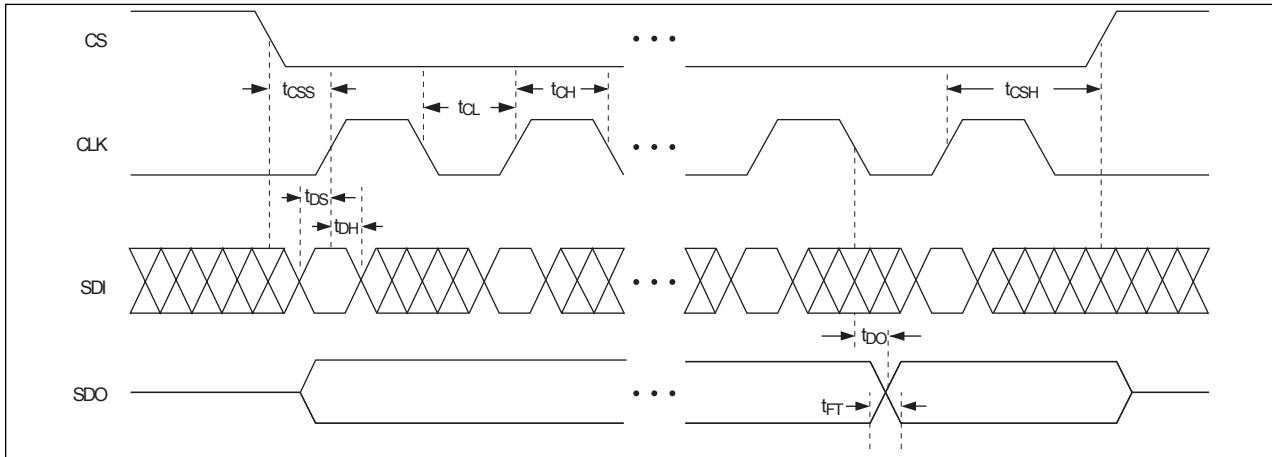 CS
tCSS
tCL
tCH
tCSH
CLK
tDS
tDH
SDI
tDO
SDO
tFT